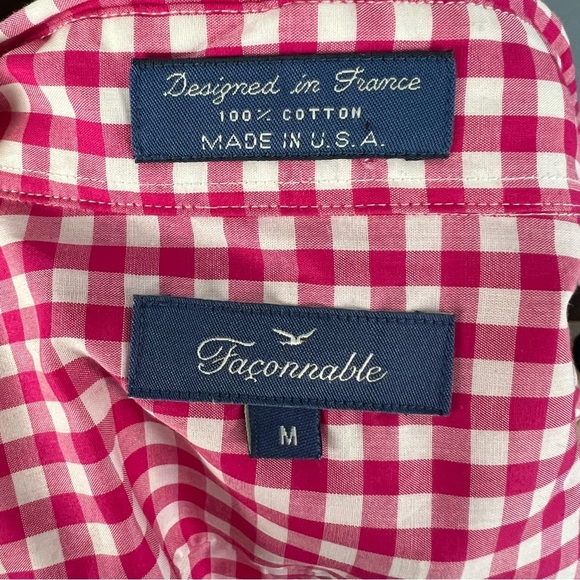 Designed in France
100% COTTON
MADE IN U.S.A.
Façonnable
M